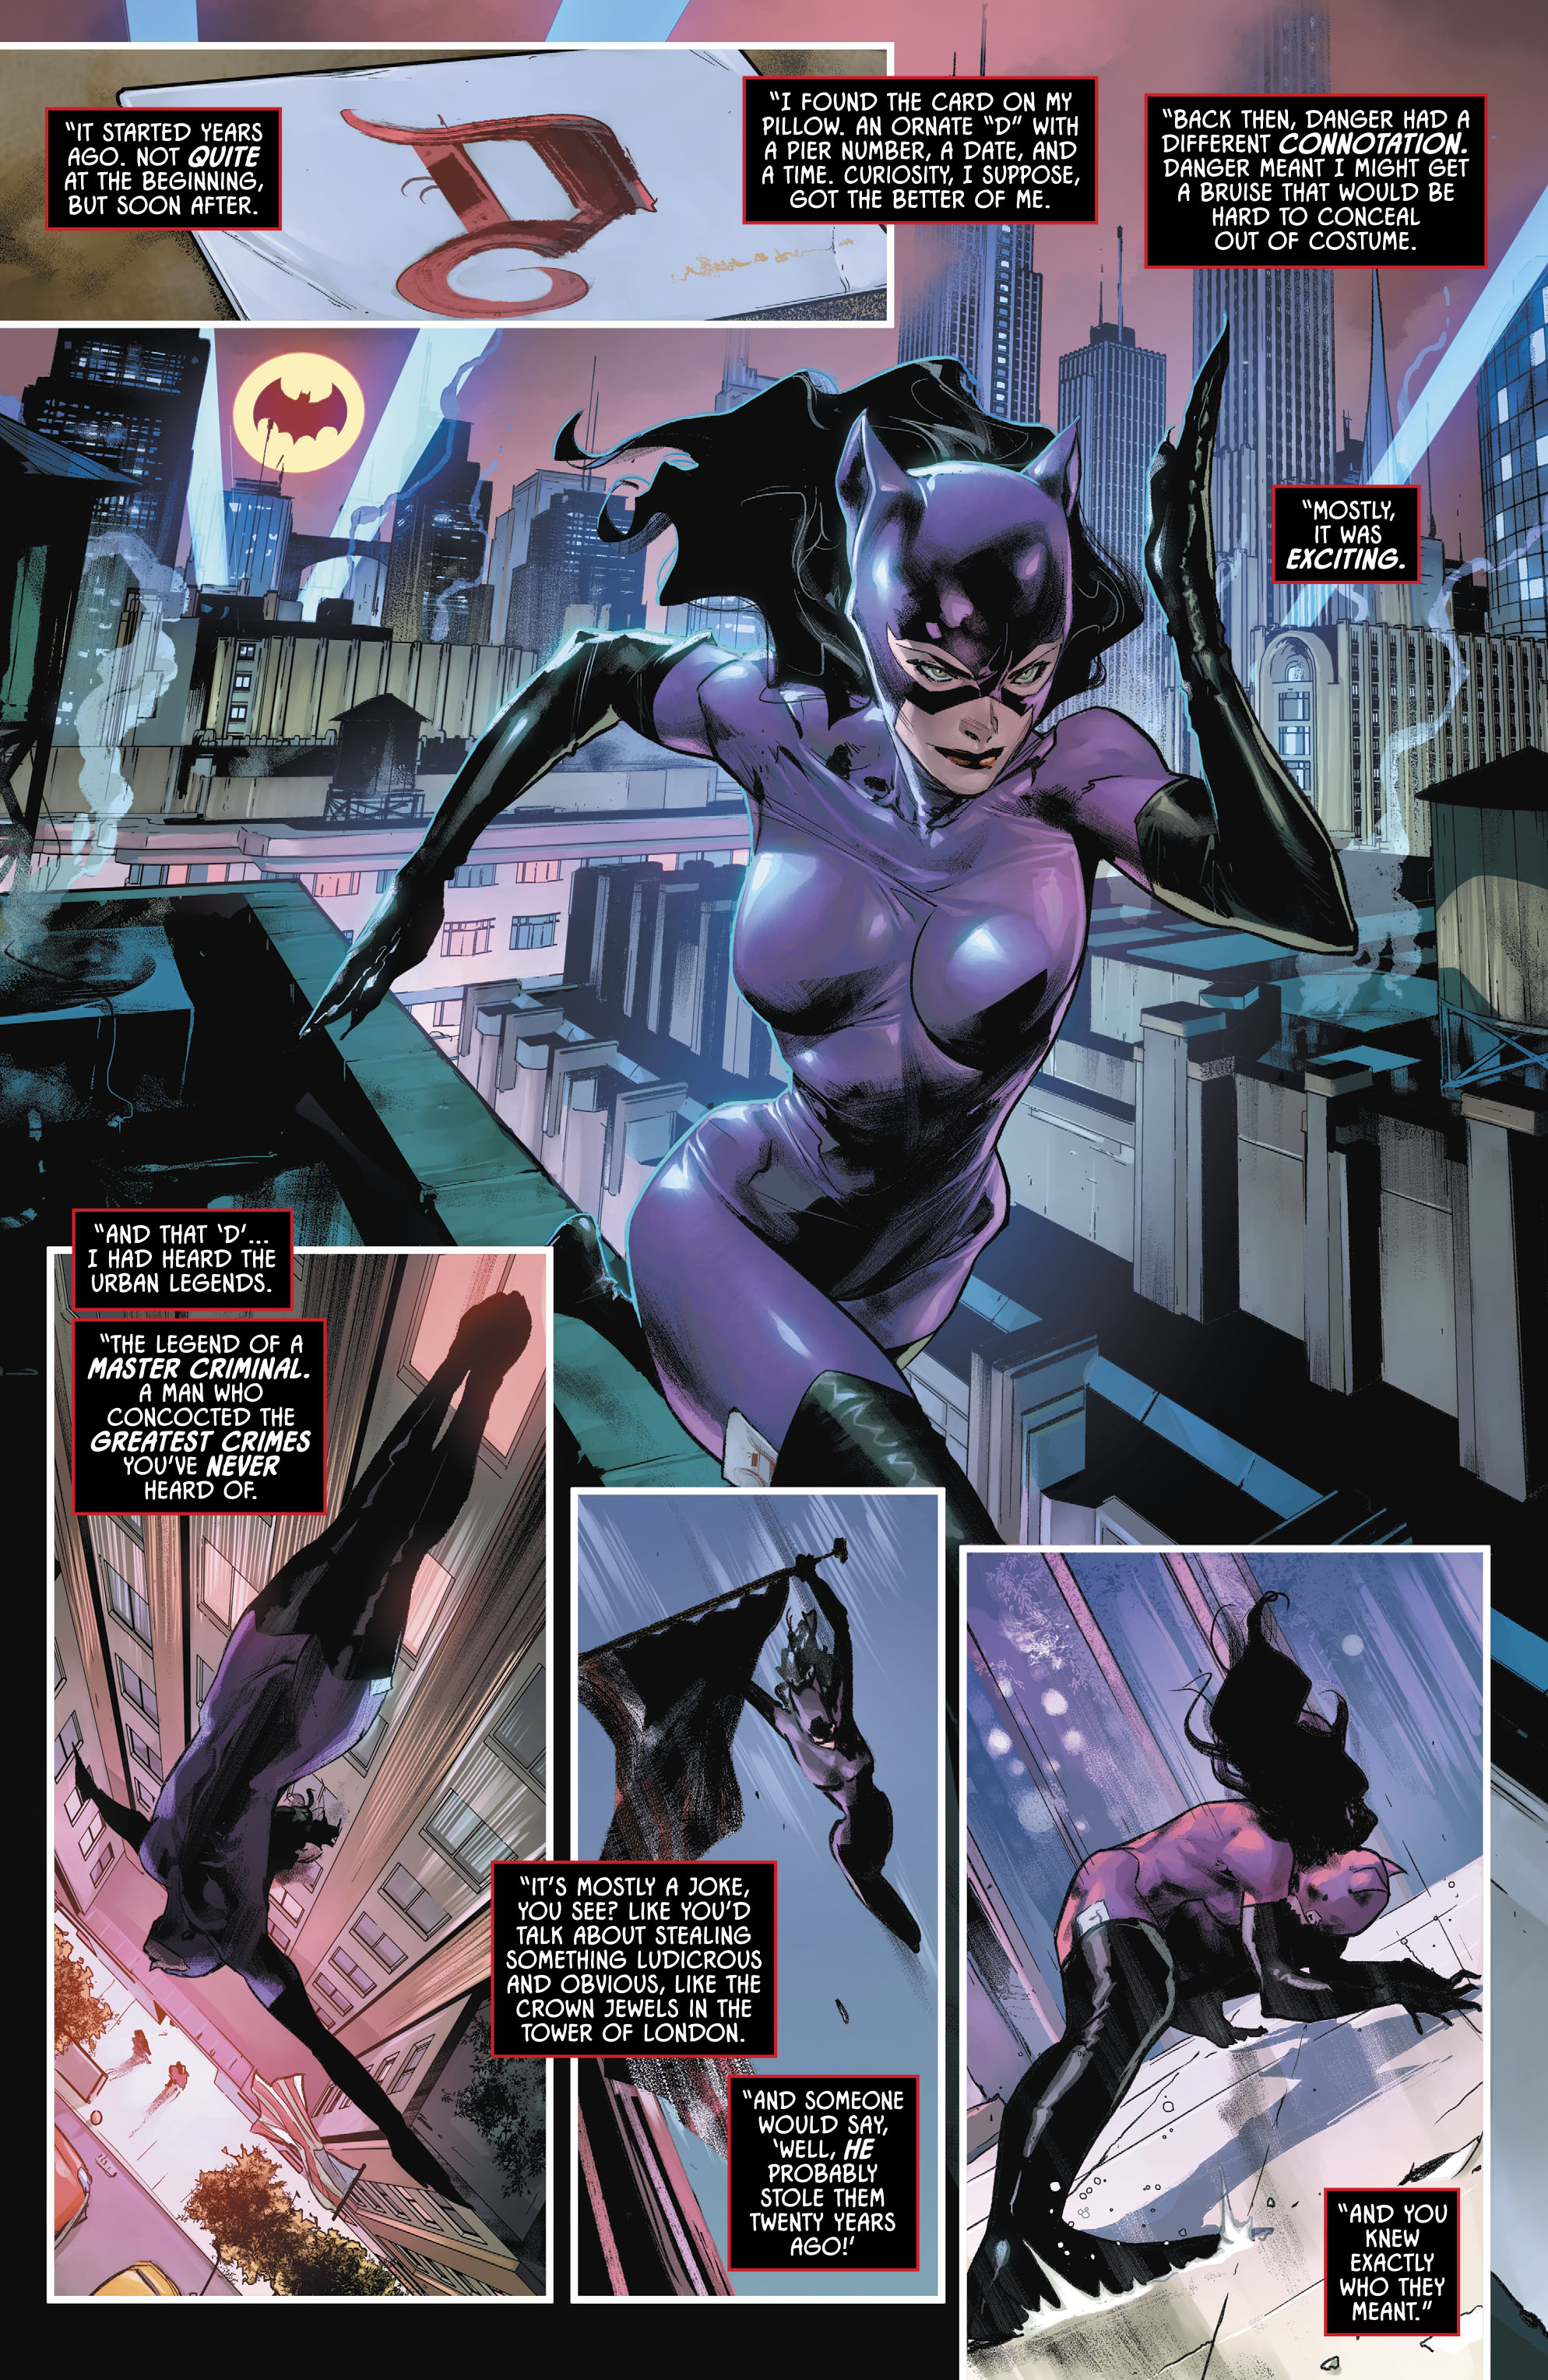 "IT STARTED YEARS
AGO. NOT QUITE
AT THE BEGINNING,
BUT SOON AFTER.
D
"I FOUND THE CARD ON MY
PILLOW. AN ORNATE "D" WITH
A PIER NUMBER, A DATE, AND
A TIME. CURIOSITY, I SUPPOSE,
GOT THE BETTER OF ME.
"BACK THEN, DANGER HAD A
DIFFERENT CONNOTATION.
DANGER MEANT I MIGHT GET
A BRUISE THAT WOULD BE
HARD TO CONCEAL
OUT OF COSTUME.
"MOSTLY,
IT WAS
EXCITING.
"AND THAT 'D'...
I HAD HEARD THE
URBAN LEGENDS.
"THE LEGEND OF A
MASTER CRIMINAL.
A MAN WHO
CONCOCTED THE
GREATEST CRIMES
YOU'VE NEVER
HEARD OF.
"IT'S MOSTLY A JOKE,
YOU SEE? LIKE YOU'D
TALK ABOUT STEALING
SOMETHING LUDICROUS
AND OBVIOUS, LIKE THE
CROWN JEWELS IN THE
TOWER OF LONDON.
"AND SOMEONE
WOULD SAY,
'WELL, HE
PROBABLY
STOLE THEM
TWENTY YEARS
AGO!'
"AND YOU
KNEW
EXACTLY
WHO THEY
MEANT."